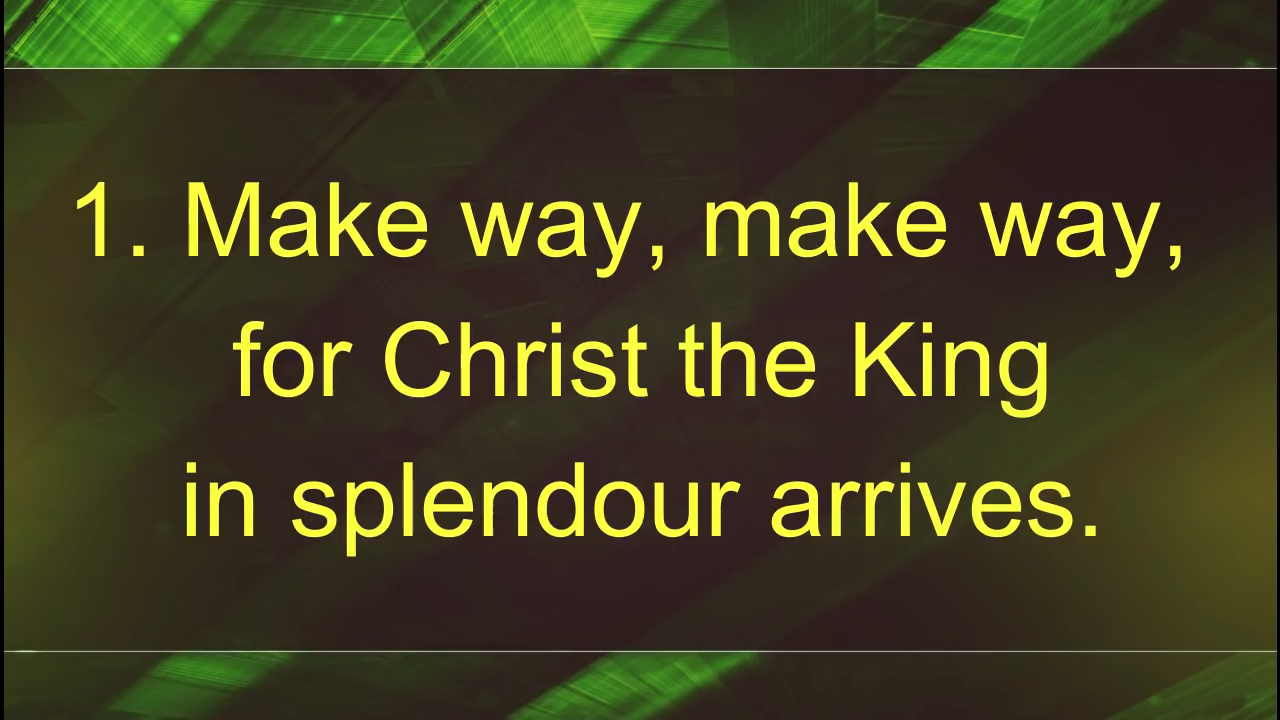 1. Make way, make way,
for Christ the King
in splendour arrives.